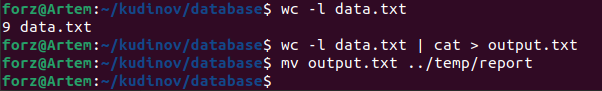 forz@Artem:~/kudinov/database$ wc -l data.txt
9 data.txt
forz@Artem:~/kudinov/database$ wc -l data.txt | cat > output.txt
forz@Artem:~/kudinov/database$ mv output.txt ../temp/report
forz@Artem:~/kudinov/database$